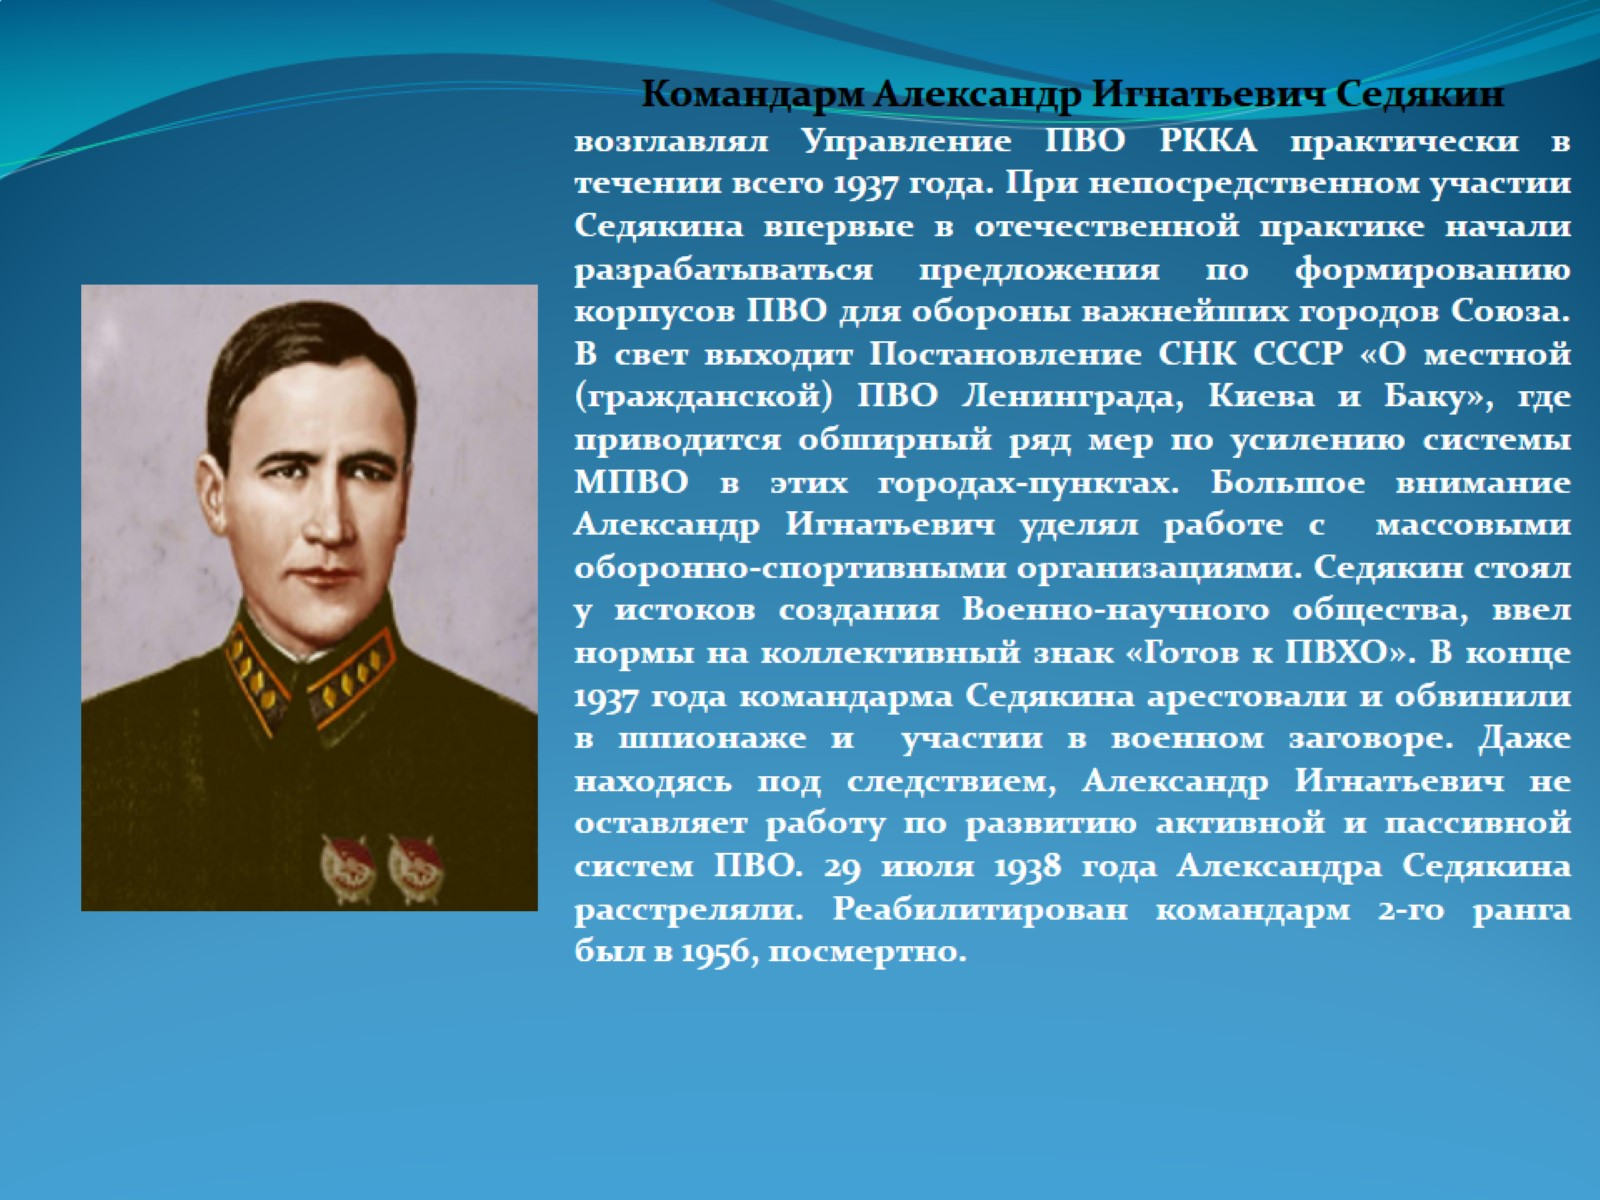 Командарм Александр Игнатьевич Седякин
возглавлял Управление ПВО РККА практически в
течении всего 1937 года. При непосредственном участии
Седякина впервые в отечественной практике начали
разрабатываться предложения по формированию
корпусов ПВО для обороны важнейших городов Союза.
В свет выходит Постановление СНК СССР «О местной
(гражданской) ПВО Ленинграда, Киева и Баку», где
приводится обширный ряд мер по усилению системы
МПВО в этих городах-пунктах. Большое внимание
Александр Игнатьевич уделял работе с массовыми
оборонно-спортивными организациями. Седякин стоял
у истоков создания Военно-научного общества, ввел
нормы на коллективный знак «Готов к ПВХО». В конце
1937 года командарма Седякина арестовали и обвинили
в шпионаже и участии в военном заговоре. Даже
находясь под следствием, Александр Игнатьевич не
оставляет работу по развитию активной и пассивной
систем ПВО. 29 июля 1938 года Александра Седякина
расстреляли. Реабилитирован командарм 2-го ранга
был в 1956, посмертно.